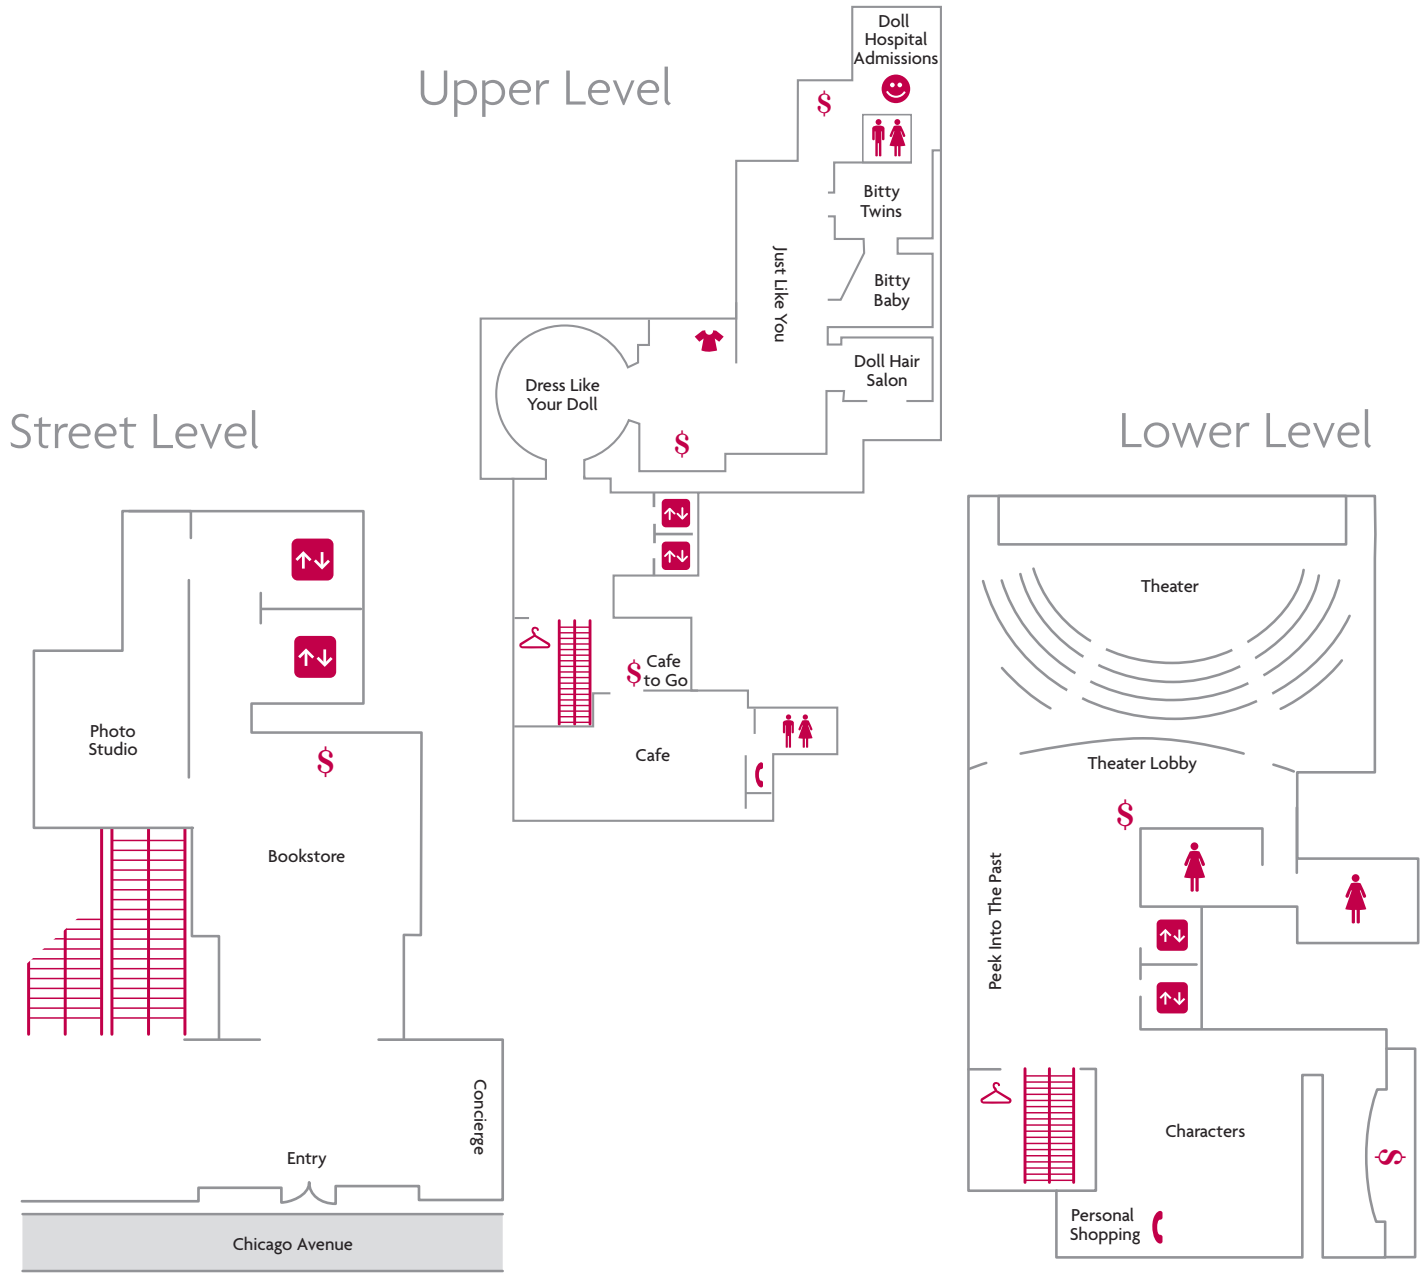 Upper Level
Doll
Hospital
Admissions
$
Bitty
Twins
Just Like You
Bitty
Baby
Doll Hair
Salon
Dress Like
Your Doll
$
$
Cafe
to Go
Cafe
Street Level
Photo
Studio
$
Bookstore
Concierge
Entry
Chicago Avenue
Lower Level
Theater
Theater Lobby
$
Peek Into The Past
Characters
$
Personal
Shopping